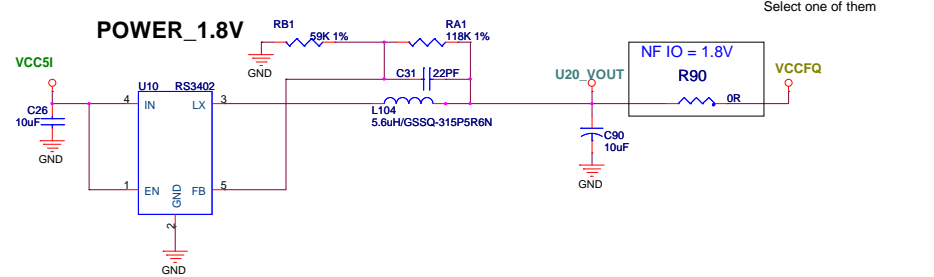 Select one of them
POWER_1.8V
RB1
59K 1%
RA1
118K 1%
GND
NF IO = 1.8V
R90
0R
VCCFQ
VCC5I
C31
22PF
U20_VOUT
U10
RS3402
C26
10uF
GND
4
IN
LX
3
L104
5.6uH/GSSQ-315P5R6N
C90
10uF
GND
1
EN
GND
FB
5
2
GND